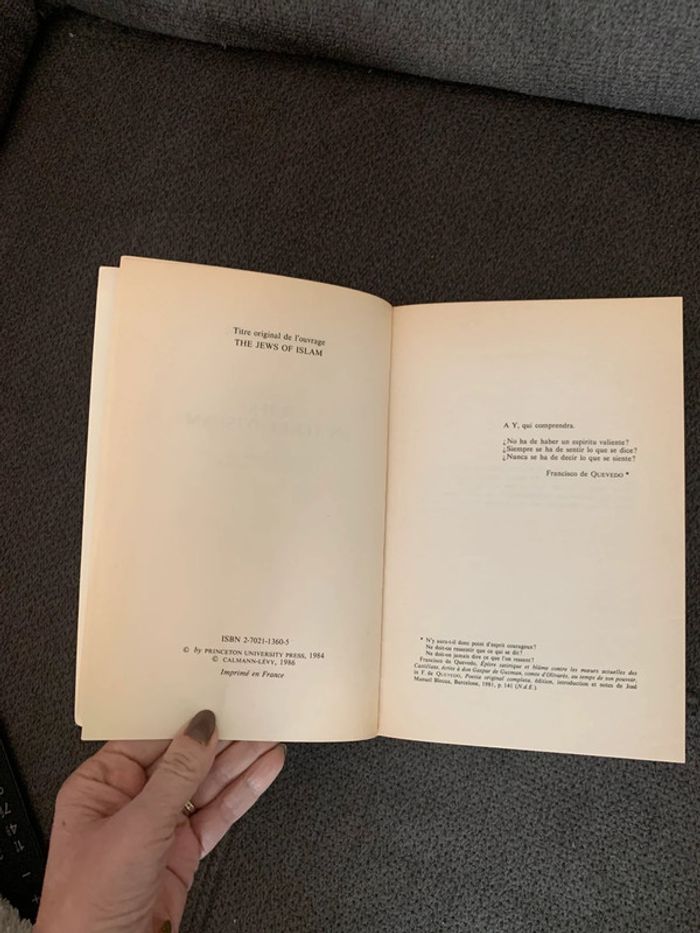 Titre original de l'ouvrage
THE JEWS OF ISLAM
ISBN 2-7021-1360-5
© by PRINCETON UNIVERSITY PRESS, 1984
© CALMANN-LÉVY, 1986
Imprimé en France
A Y, qui comprendra.
¿No ha de haber un espíritu valiente?
¿Siempre se ha de sentir lo que se dice?
¿Nunca se ha de decir lo que se siente?
Francisco de QUEVEDO *
* N'y aura-t-il donc point d'esprit courageux?
Ne doit-on ressentir que ce qui se dit?
Ne doit-on jamais dire ce que l'on ressent?
Francisco de Quevedo, Épître satirique et blâme contre les mœurs actuelles des
Castillans, écrite à don Gaspar de Guzman, comte d'Olivarès, au temps de son pouvoir,
in F. de QUEVEDO, Poesía original completa, édition, introduction et notes de José
Manuel Blecua, Barcelone, 1981, p. 141 (N.d.E.).